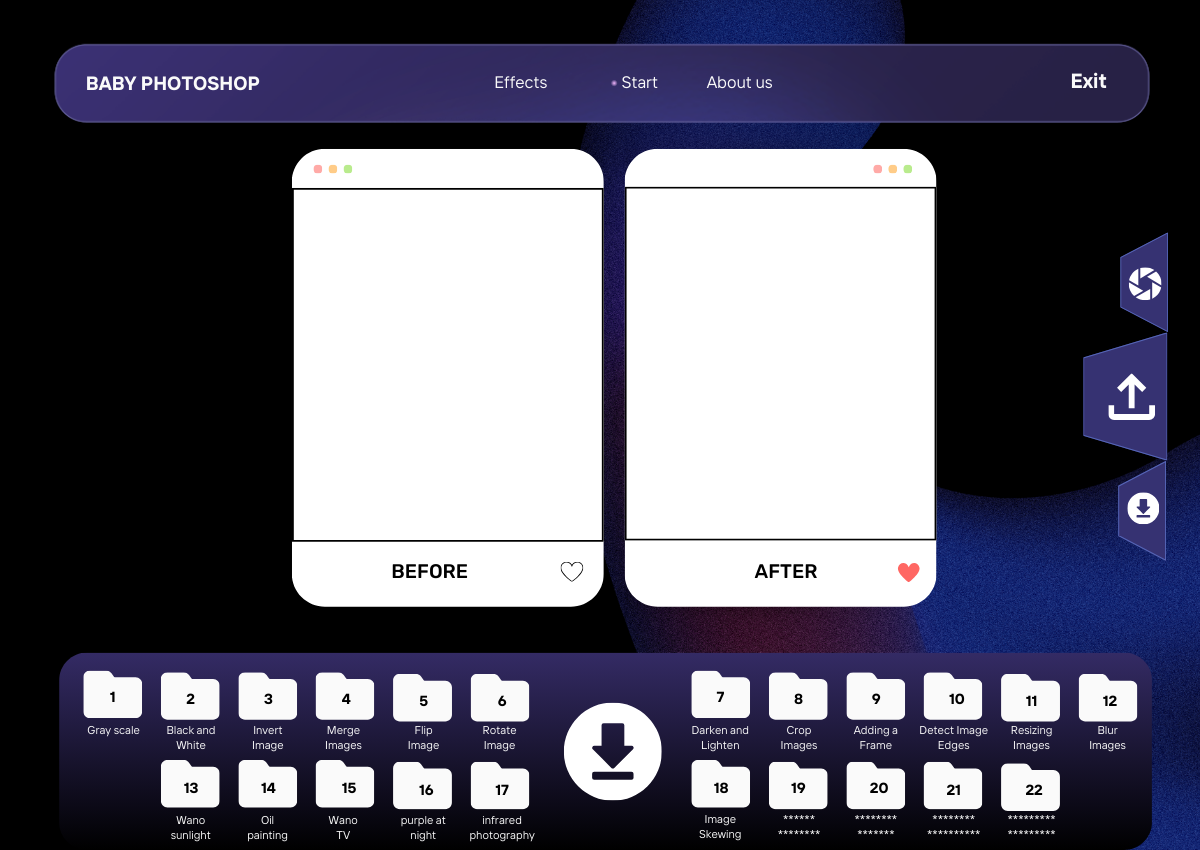 BABY PHOTOSHOP
Effects
Start
About us
Exit
BEFORE
AFTER
1
2
3
4
5
6
7
8
9
10
11
12
Gray scale
Black and
White
Invert
Image
Merge
Images
Flip
Image
Rotate
Image
Darken and
Lighten
Crop
Images
Adding a
Frame
Detect Image
Edges
Resizing
Images
Blur
Images
13
14
15
16
17
18
19
20
21
22
Wano
sunlight
Oil
painting
Wano
TV
purple at
night
infrared
photography
Image
Skewing
******
********
********
*******
********
**********
*********
*********